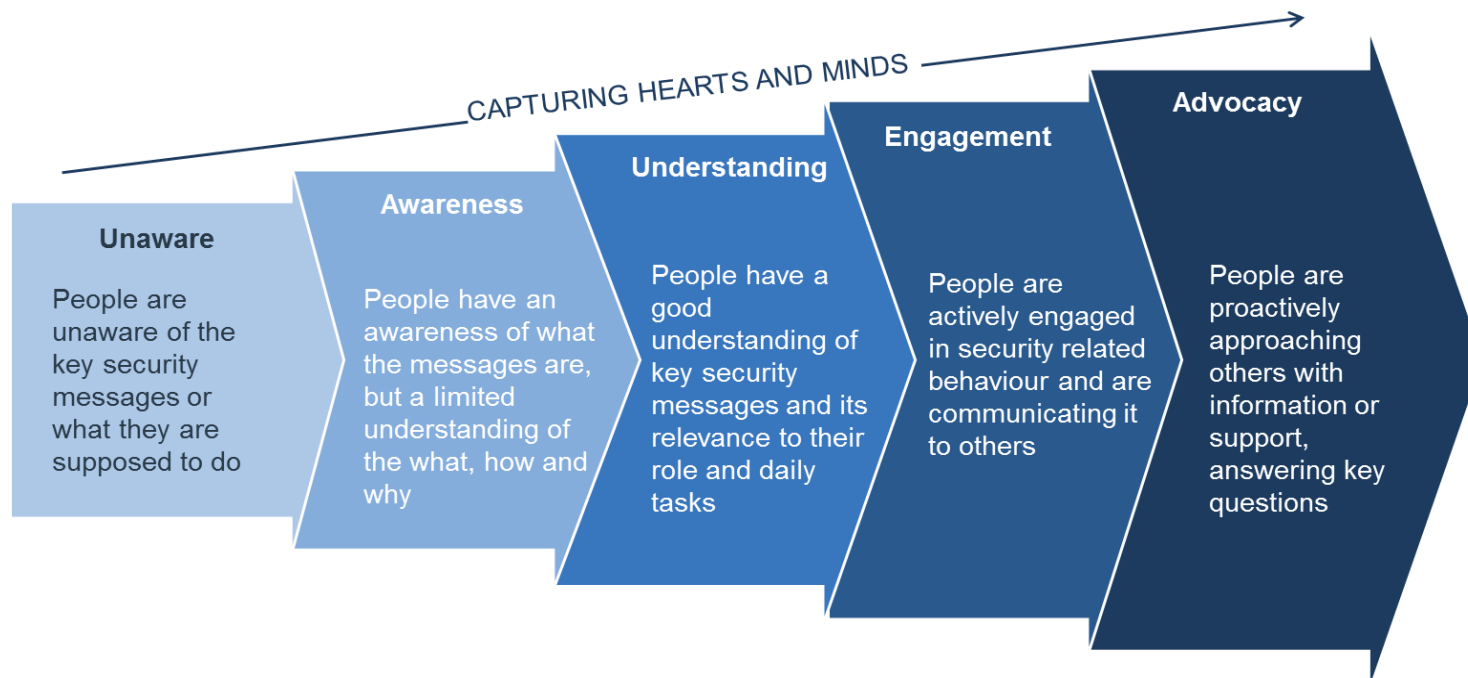 CAPTURING HEARTS AND MINDS
Unaware
People are
unaware of the
key security
messages or
what they are
supposed to do
Awareness
People have an
awareness of what
the messages are,
but a limited
understanding of
the what, how and
why
Understanding
People have a
good
understanding of
key security
messages and its
relevance to their
role and daily
tasks
Engagement
People are
actively engaged
in security related
behaviour and are
communicating it
to others
Advocacy
People are
proactively
approaching
others with
information or
support,
answering key
questions